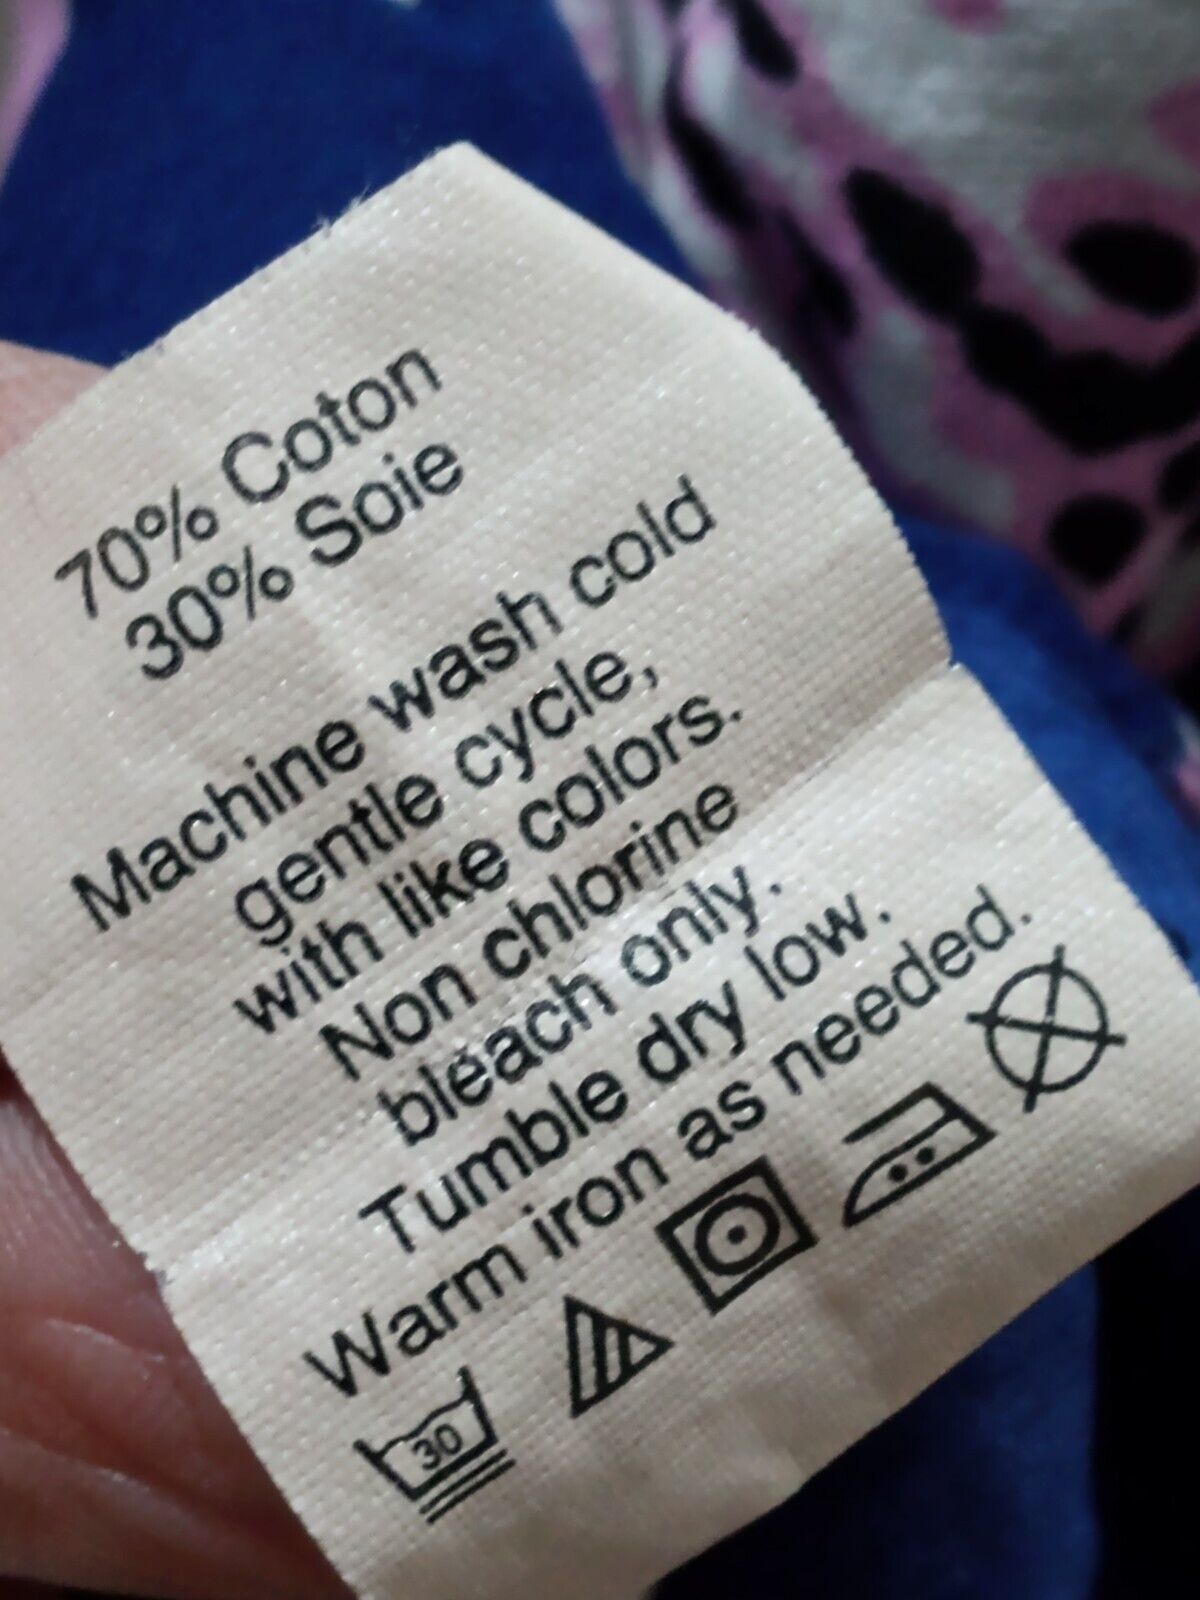 70% Coton
30% Soie
Machine wash cold
gentle cycle,
with like colors.
Non chlorine
bleach only.
Tumble dry low.
Warm iron as needed.
30